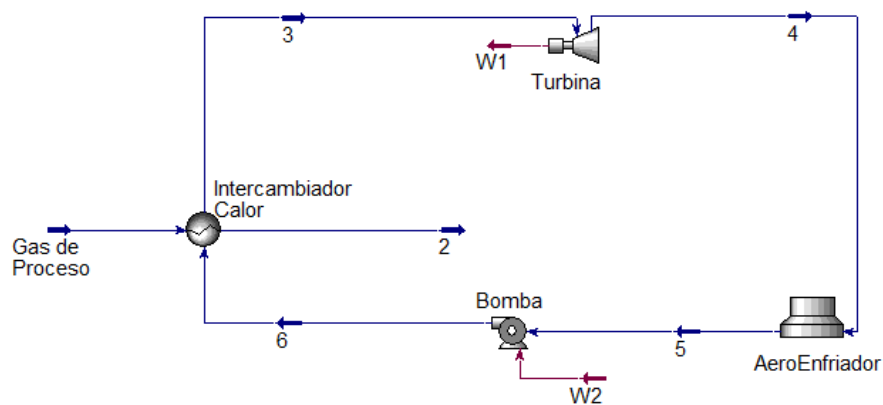 3
4
W1
Turbina
Intercambiador
Calor
Gas de
Proceso
2
Bomba
6
5
AeroEnfriador
W2